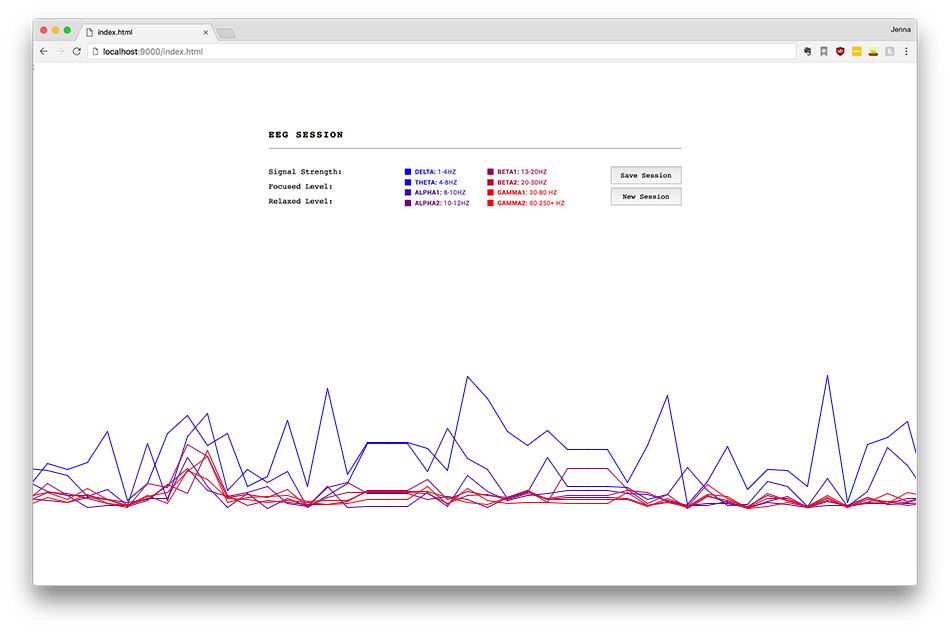 index.html
Jenna
localhost:9000/index.html
EEG SESSION
Signal Strength:
Focused Level:
Relaxed Level:
DELTA: 1-4HZ
THETA: 4-8HZ
ALPHA1: 8-10HZ
ALPHA2: 10-12HZ
BETA1: 13-20HZ
BETA2: 20-30HZ
GAMMA1: 30-80 HZ
GAMMA2: 80-250+ HZ
Save Session
New Session